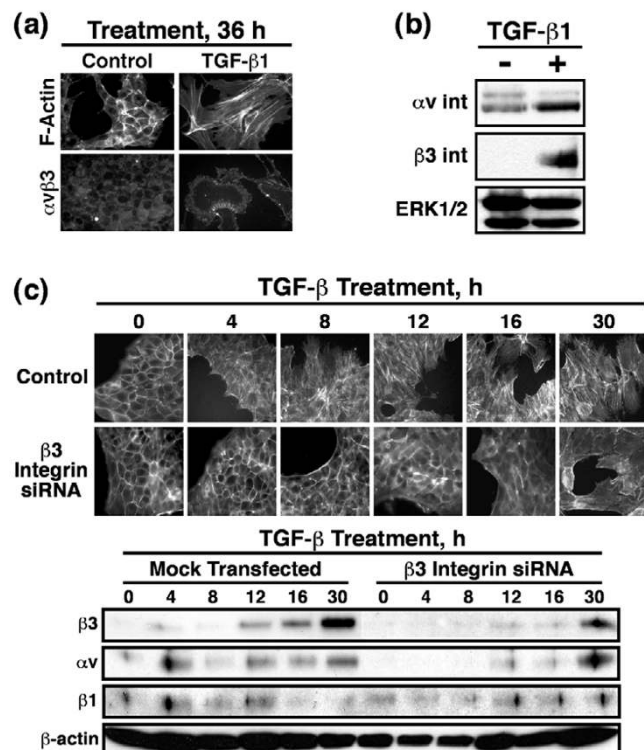 (a)
Treatment, 36 h
Control TGF-β1
F-Actin
αvβ3
(b)
TGF-β1
- +
αv int
β3 int
ERK1/2
(c)
TGF-β Treatment, h
0 4 8 12 16 30
Control
β3
Integrin
siRNA
TGF-β Treatment, h
Mock Transfected β3 Integrin siRNA
0 4 8 12 16 30 0 4 8 12 16 30
β3
αv
β1
β-actin